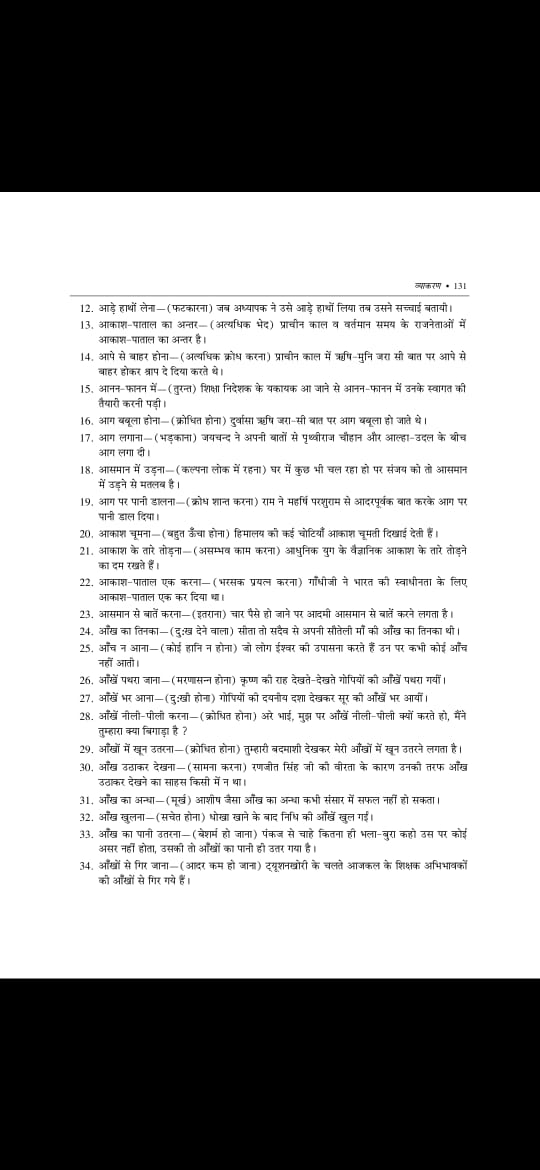 व्याकरण • 131
12. आड़े हाथों लेना—(फटकारना) जब अध्यापक ने उसे आड़े हाथों लिया तब उसने सच्चाई बतायी।
13. आकाश-पाताल का अन्तर—(अत्यधिक भेद) प्राचीन काल व वर्तमान समय के राजनेताओं में
आकाश-पाताल का अन्तर है।
14. आपे से बाहर होना—(अत्यधिक क्रोध करना) प्राचीन काल में ऋषि-मुनि जरा सी बात पर आपे से
बाहर होकर श्राप दे दिया करते थे।
15. आनन-फानन में—(तुरन्त) शिक्षा निदेशक के यकायक आ जाने से आनन-फानन में उनके स्वागत की
तैयारी करनी पड़ी।
16. आग बबूला होना—(क्रोधित होना) दुर्वासा ऋषि जरा-सी बात पर आग बबूला हो जाते थे।
17. आग लगाना—(भड़काना) जयचन्द ने अपनी बातों से पृथ्वीराज चौहान और आल्हा-उदल के बीच
आग लगा दी।
18. आसमान में उड़ना—(कल्पना लोक में रहना) घर में कुछ भी चल रहा हो पर संजय को तो आसमान
में उड़ने से मतलब है।
19. आग पर पानी डालना—(क्रोध शान्त करना) राम ने महर्षि परशुराम से आदरपूर्वक बात करके आग पर
पानी डाल दिया।
20. आकाश चूमना—(बहुत ऊँचा होना) हिमालय की कई चोटियाँ आकाश चूमती दिखाई देती हैं।
21. आकाश के तारे तोड़ना—(असम्भव काम करना) आधुनिक युग के वैज्ञानिक आकाश के तारे तोड़ने
का दम रखते हैं।
22. आकाश-पाताल एक करना—(भरसक प्रयत्न करना) गाँधीजी ने भारत की स्वाधीनता के लिए
आकाश-पाताल एक कर दिया था।
23. आसमान से बातें करना—(इतराना) चार पैसे हो जाने पर आदमी आसमान से बातें करने लगता है।
24. आँख का तिनका—(दु:ख देने वाला) सीता तो सदैव से अपनी सौतेली माँ की आँख का तिनका थी।
25. आँच न आना—(कोई हानि न होना) जो लोग ईश्वर की उपासना करते हैं उन पर कभी कोई आँच
नहीं आती।
26. आँखें पथरा जाना—(मरणासन्न होना) कृष्ण की राह देखते-देखते गोपियों की आँखें पथरा गयीं।
27. आँखें भर आना—(दु:खी होना) गोपियों की दयनीय दशा देखकर सूर की आँखें भर आयीं।
28. आँखें नीली-पीली करना—(क्रोधित होना) अरे भाई, मुझ पर आँखें नीली-पीली क्यों करते हो, मैंने
तुम्हारा क्या बिगाड़ा है ?
29. आँखों में खून उतरना—(क्रोधित होना) तुम्हारी बदमाशी देखकर मेरी आँखों में खून उतरने लगता है।
30. आँख उठाकर देखना—(सामना करना) रणजीत सिंह जी की वीरता के कारण उनकी तरफ आँख
उठाकर देखने का साहस किसी में न था।
31. आँख का अन्धा—(मूर्ख) आशीष जैसा आँख का अन्धा कभी संसार में सफल नहीं हो सकता।
32. आँख खुलना—(सचेत होना) धोखा खाने के बाद निधि की आँखें खुल गईं।
33. आँख का पानी उतरना—(बेशर्म हो जाना) पंकज से चाहे कितना ही भला-बुरा कहो उस पर कोई
असर नहीं होता, उसकी तो आँखों का पानी ही उतर गया है।
34. आँखों से गिर जाना—(आदर कम हो जाना) ट्यूशनखोरी के चलते आजकल के शिक्षक अभिभावकों
की आँखों से गिर गये हैं।